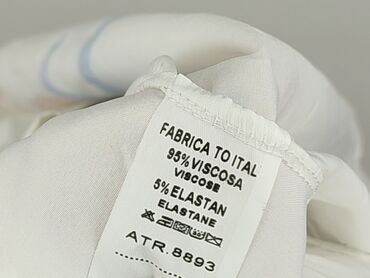 FABRICA TO ITAL
95% VISCOSA
VISCOSE
5% ELASTAN
ELASTANE
ATR.8893